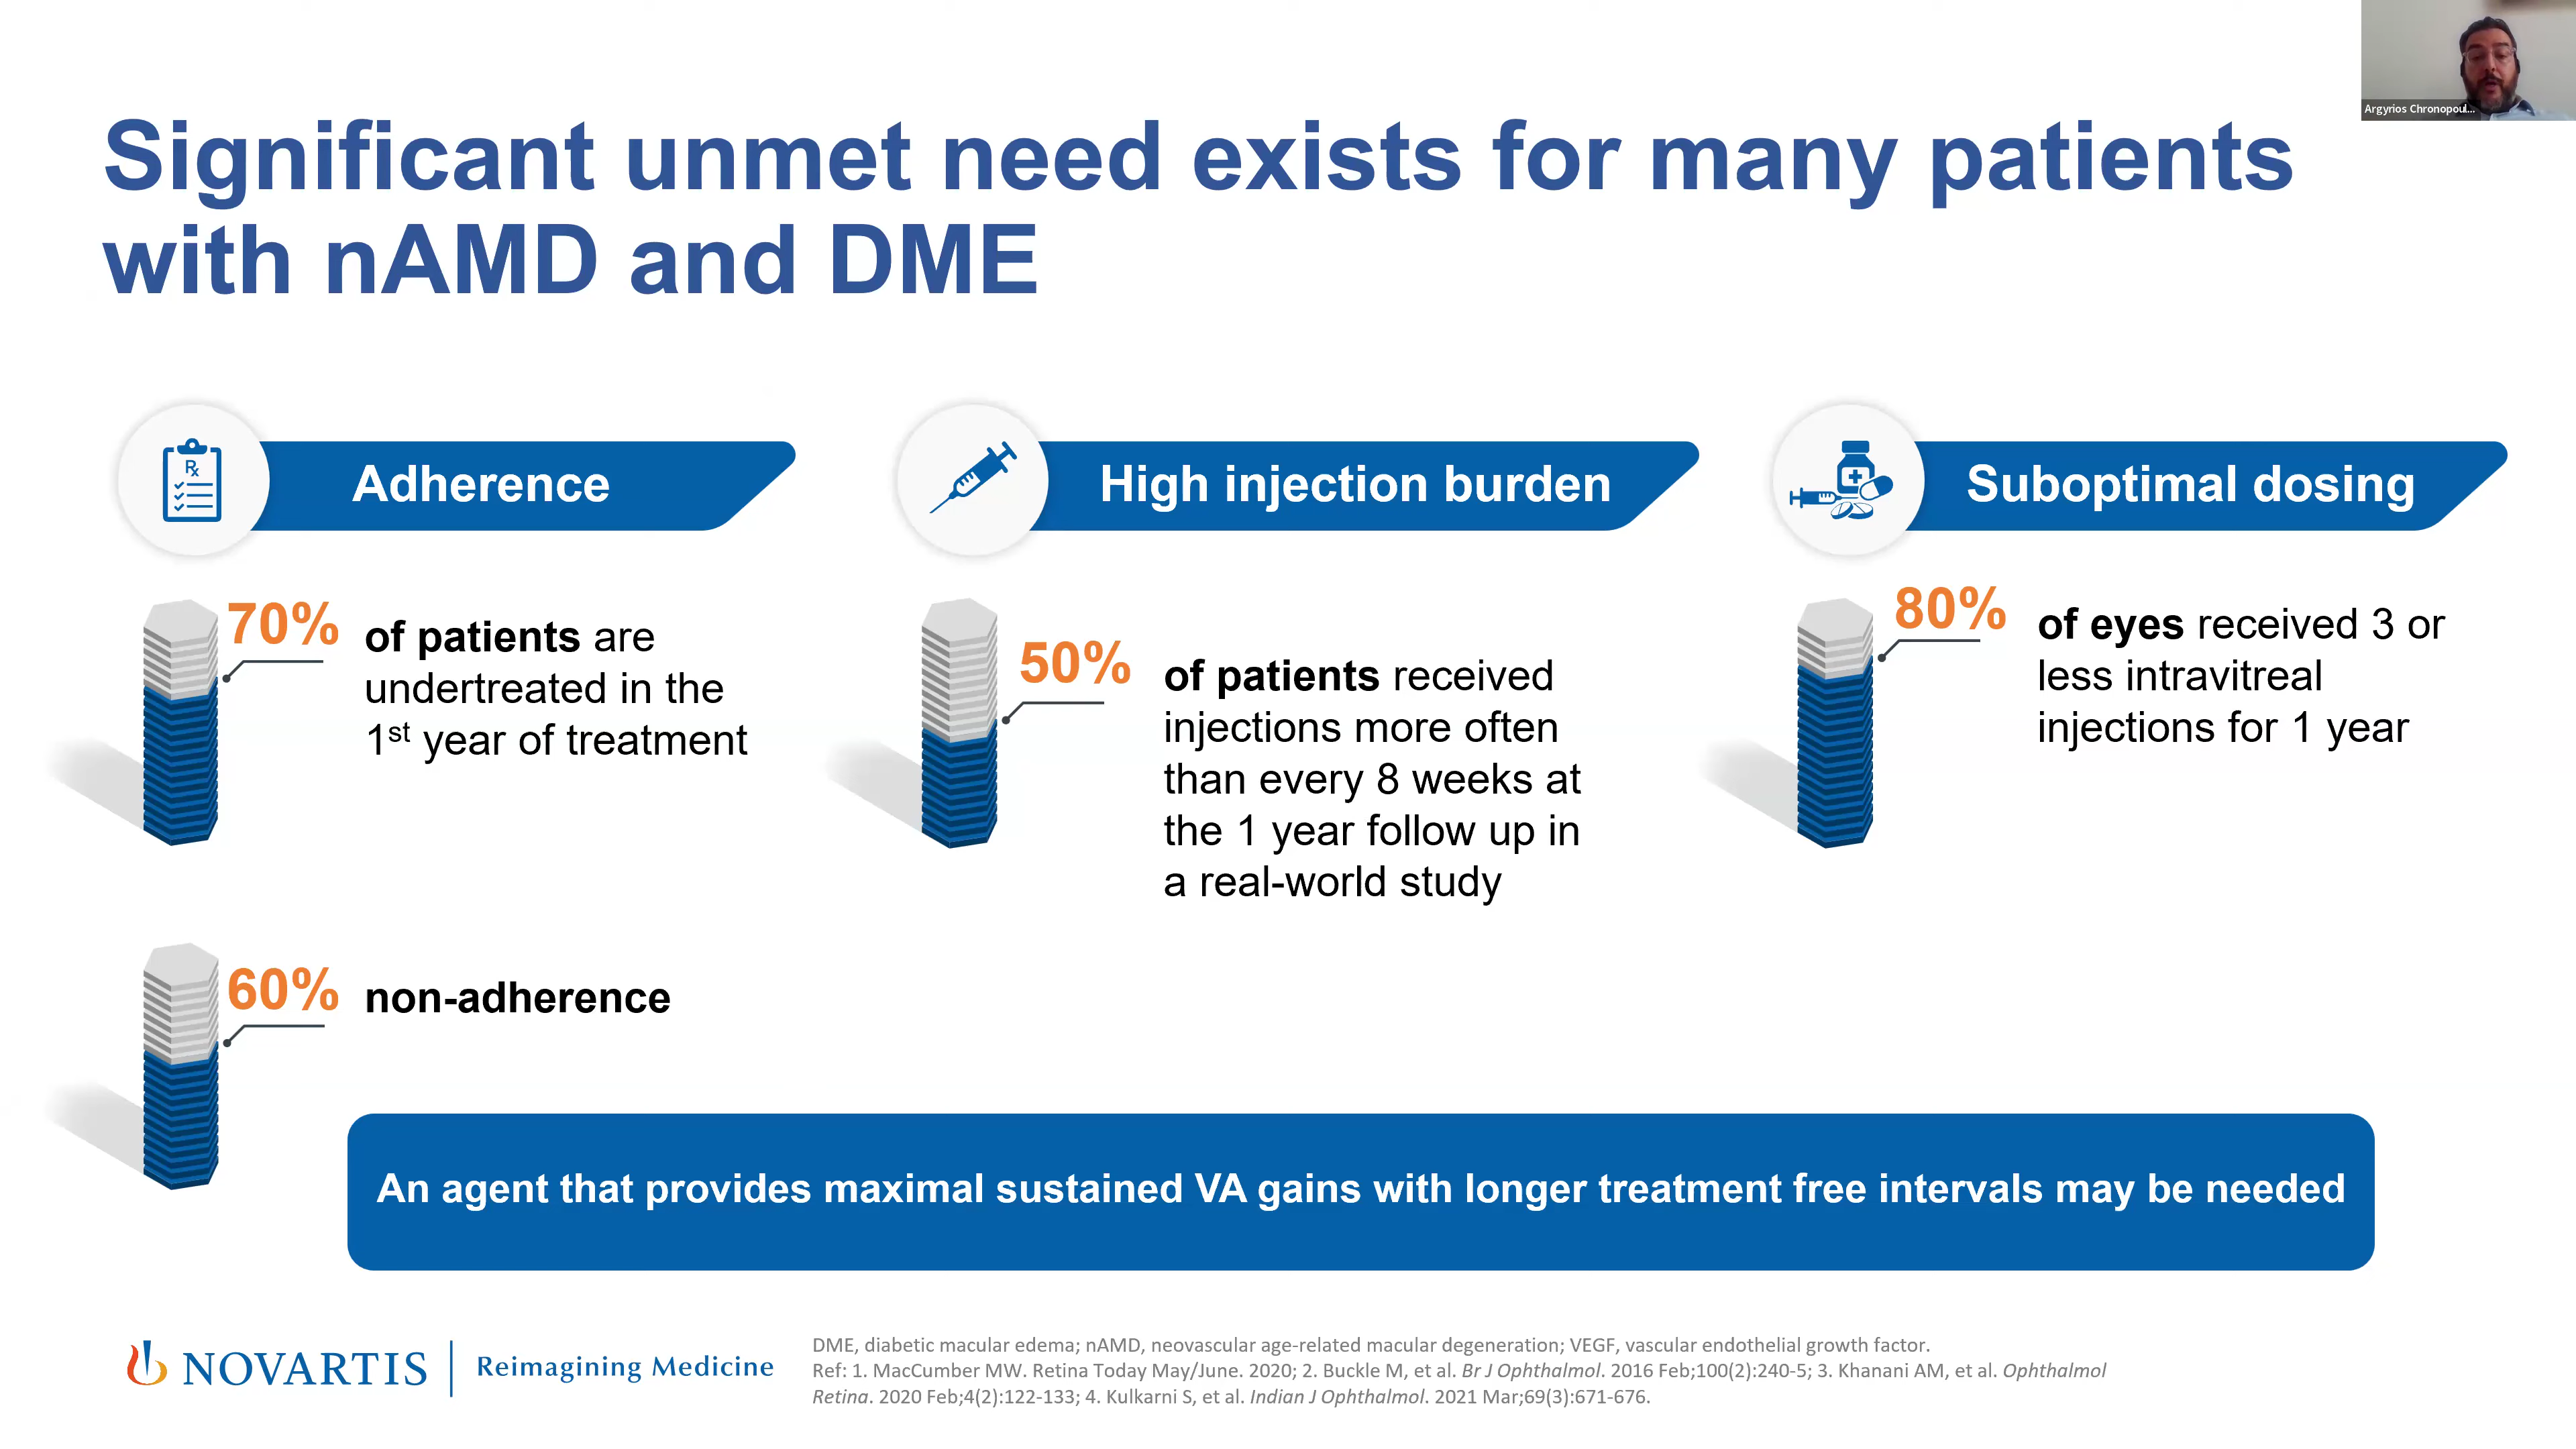 Argyrios Chronopoul...
Significant unmet need exists for many patients
with nAMD and DME
Rx
Adherence
High injection burden
Suboptimal dosing
70%
of patients are
undertreated in the
1st year of treatment
50%
of patients received
injections more often
than every 8 weeks at
the 1 year follow up in
a real-world study
80%
of eyes received 3 or
less intravitreal
injections for 1 year
60%
non-adherence
An agent that provides maximal sustained VA gains with longer treatment free intervals may be needed
NOVARTIS
Reimagining Medicine
DME, diabetic macular edema; nAMD, neovascular age-related macular degeneration; VEGF, vascular endothelial growth factor.
Ref: 1. MacCumber MW. Retina Today May/June. 2020; 2. Buckle M, et al. Br J Ophthalmol. 2016 Feb;100(2):240-5; 3. Khanani AM, et al. Ophthalmol
Retina. 2020 Feb;4(2):122-133; 4. Kulkarni S, et al. Indian J Ophthalmol. 2021 Mar;69(3):671-676.